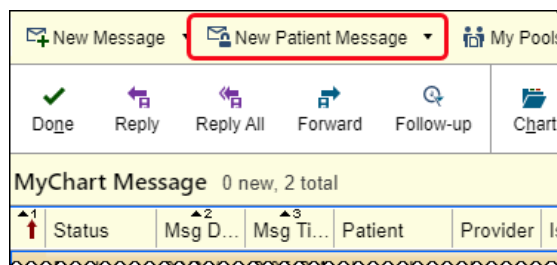 New Message New Patient Message My Pools
Done Reply Reply All Forward Follow-up Chart
MyChart Message 0 new, 2 total
1 Status 2 Msg D... 3 Msg Ti... Patient Provider